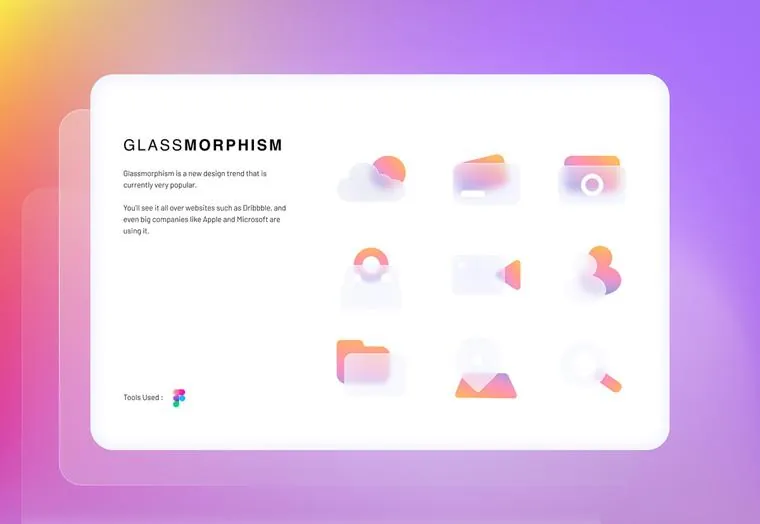 GLASSMORPHISM
Glassmorphism is a new design trend that is
currently very popular.
You'll see it all over websites such as Dribbble, and
even big companies like Apple and Microsoft are
using it.
Tools Used :